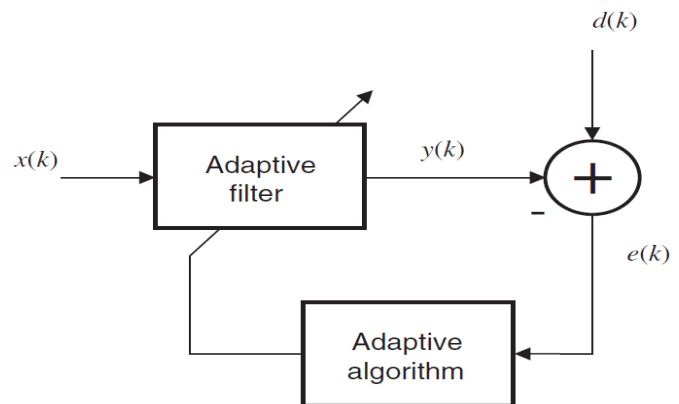 d(k)
x(k)
Adaptive
filter
y(k)
+
-
e(k)
Adaptive
algorithm